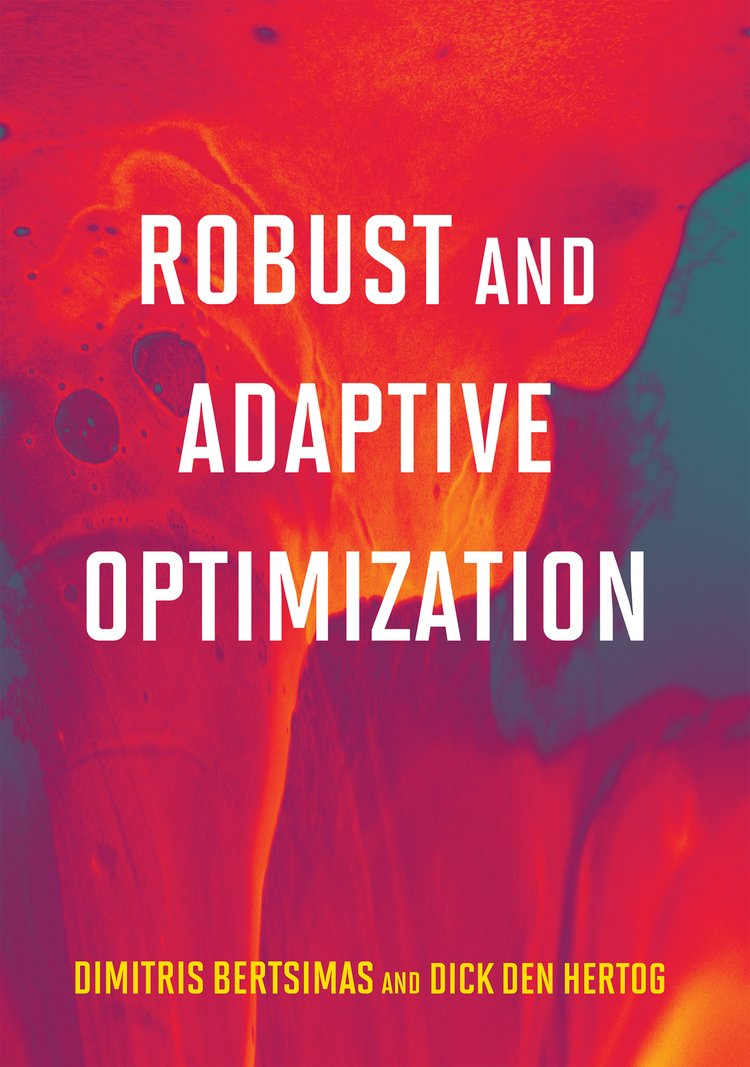 ROBUST AND
ADAPTIVE
OPTIMIZATION
DIMITRIS BERTSIMAS AND DICK DEN HERTOG